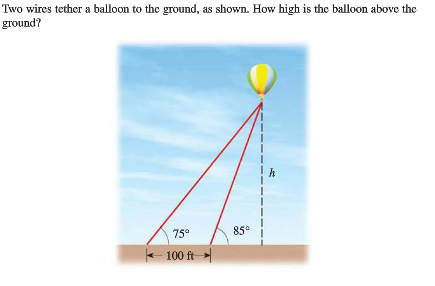 Two wires tether a balloon to the ground, as shown. How high is the balloon above the
ground?
h
75°
85°
100 ft